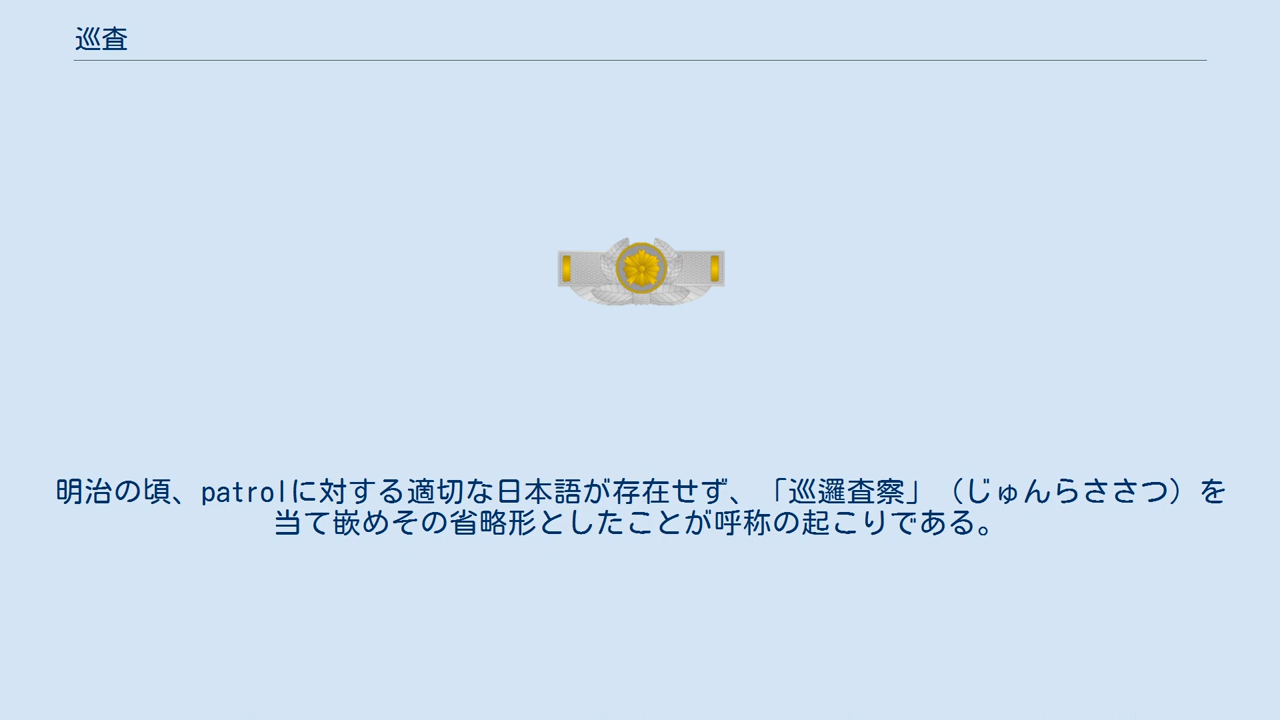 巡査
明治の頃、patrolに対する適切な日本語が存在せず、「巡邏査察」（じゅんらささつ）を
当て嵌めその省略形としたことが呼称の起こりである。